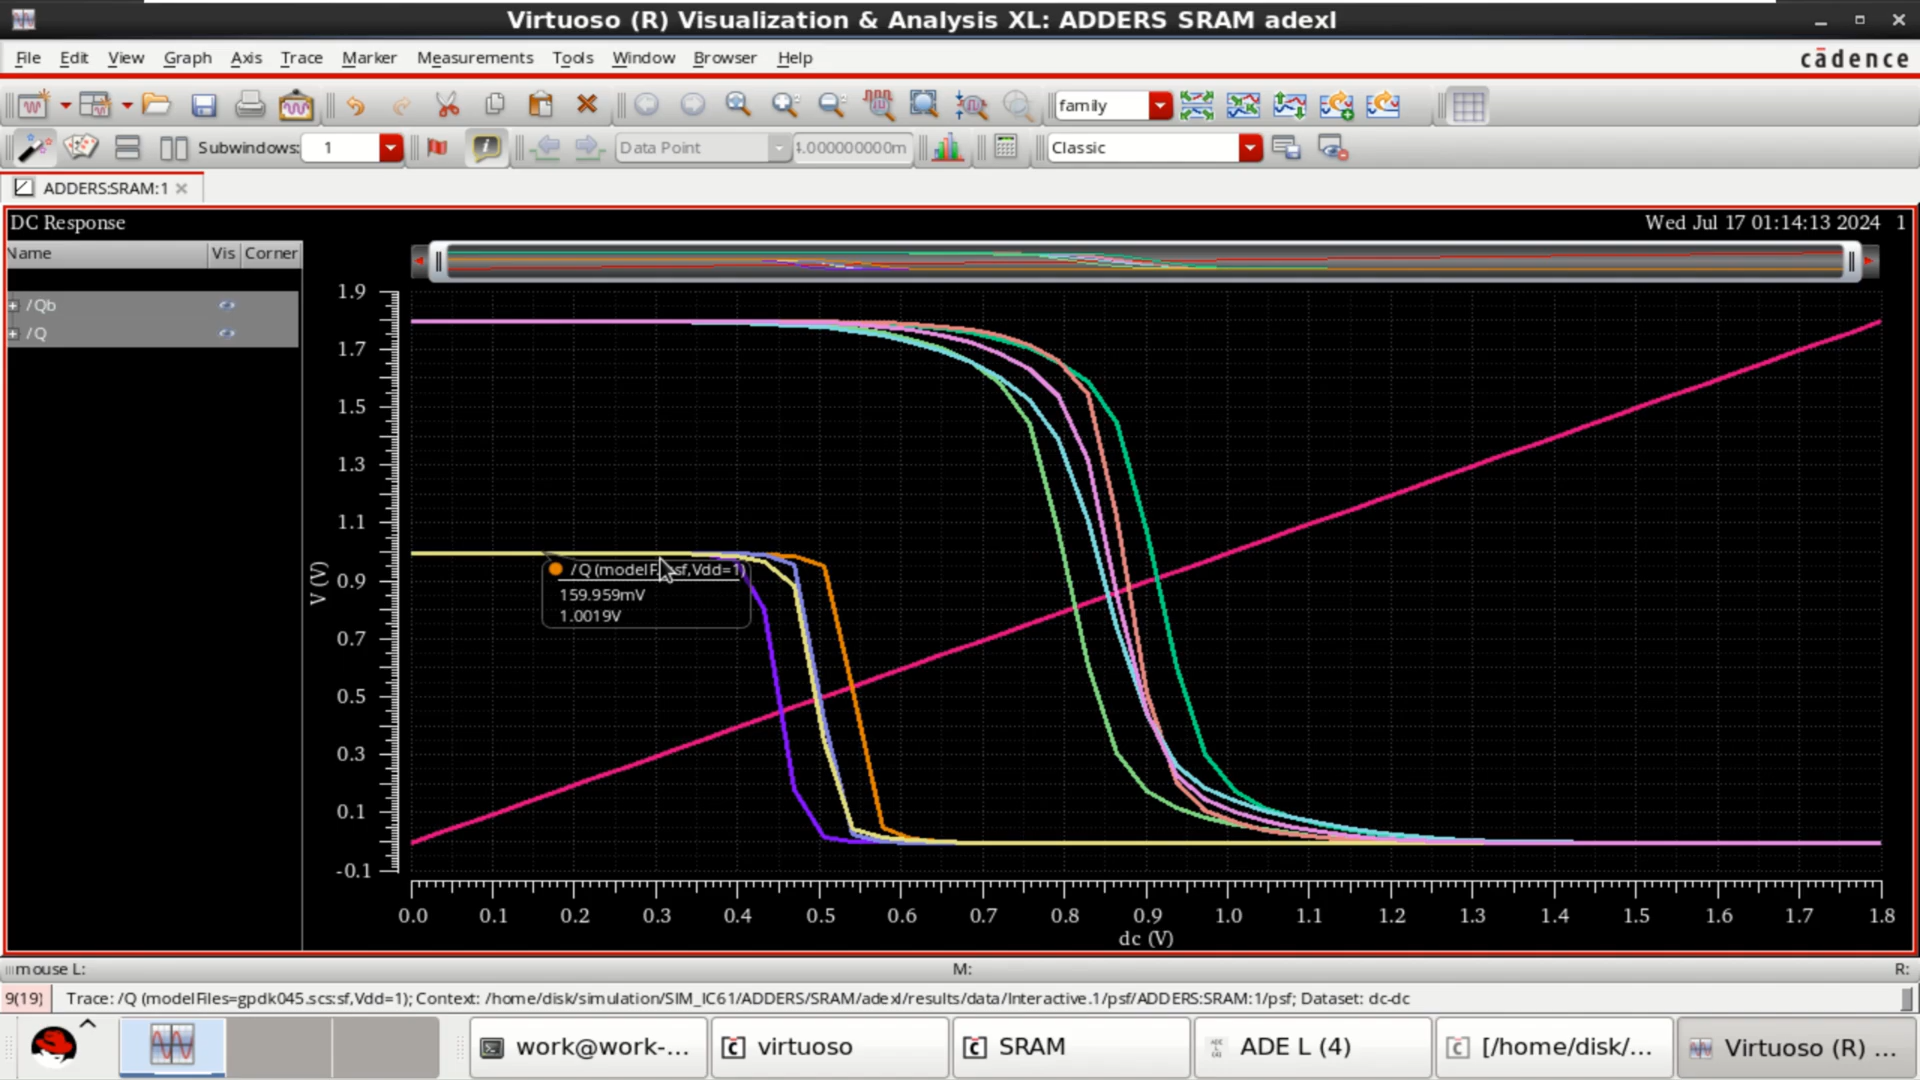 Virtuoso (R) Visualization & Analysis XL: ADDERS SRAM adexl
File Edit View Graph Axis Trace Marker Measurements Tools Window Browser Help
cādence
family
Subwindows: 1
Data Point
1.000000000m
Classic
ADDERS:SRAM:1
DC Response
Wed Jul 17 01:14:13 2024 1
Name Vis Corner
/Qb
/Q
1.9
1.7
1.5
1.3
1.1
0.9
0.7
0.5
0.3
0.1
-0.1
V (V)
/Q (modelF sf,Vdd=1)
159.959mV
1.0019V
0.0 0.1 0.2 0.3 0.4 0.5 0.6 0.7 0.8 0.9 1.0 1.1 1.2 1.3 1.4 1.5 1.6 1.7 1.8
dc (V)
mouse L: M: R:
9(19) Trace: /Q (modelFiles=gpdk045.scs:sf,Vdd=1); Context: /home/disk/simulation/SIM_IC61/ADDERS/SRAM/adexl/results/data/Interactive.1/psf/ADDERS:SRAM:1/psf; Dataset: dc-dc
work@work-... virtuoso SRAM ADE L (4) [/home/disk/... Virtuoso (R) ...